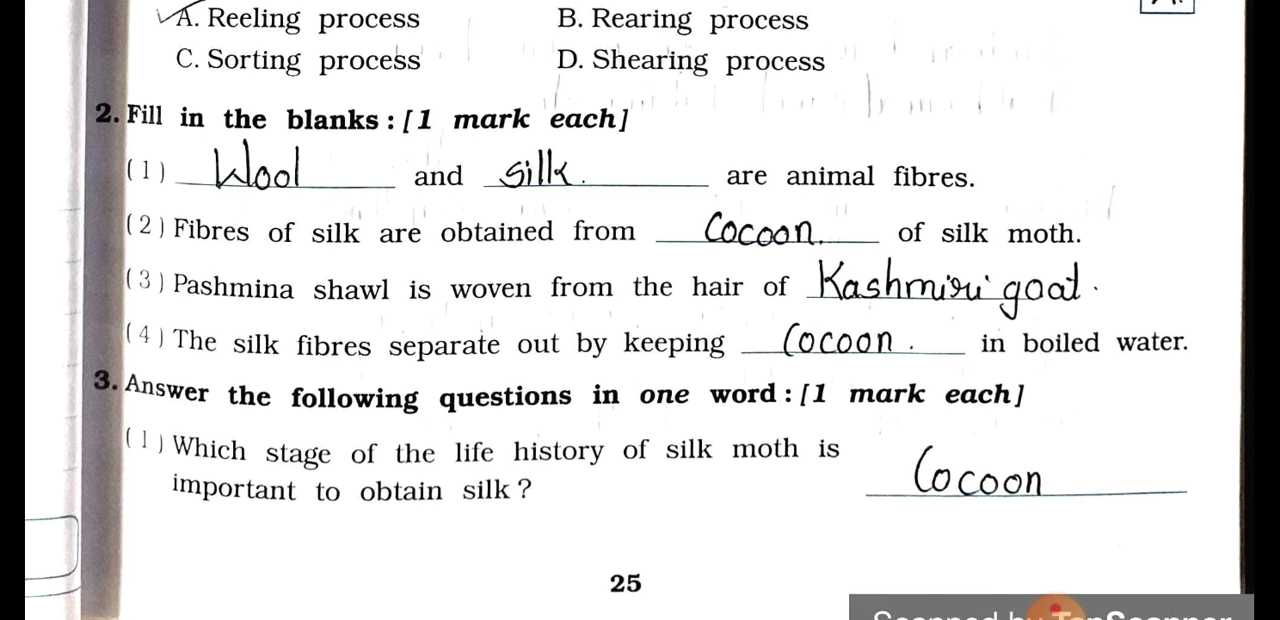 A. Reeling process B. Rearing process
C. Sorting process D. Shearing process
2. Fill in the blanks : [1 mark each]
(1) Wool and Silk. are animal fibres.
(2) Fibres of silk are obtained from Cocoon. of silk moth.
(3) Pashmina shawl is woven from the hair of Kashmiri goat.
(4) The silk fibres separate out by keeping Cocoon. in boiled water.
3. Answer the following questions in one word : [1 mark each]
(1) Which stage of the life history of silk moth is
important to obtain silk ? Cocoon
25
Scanned by TapScanner